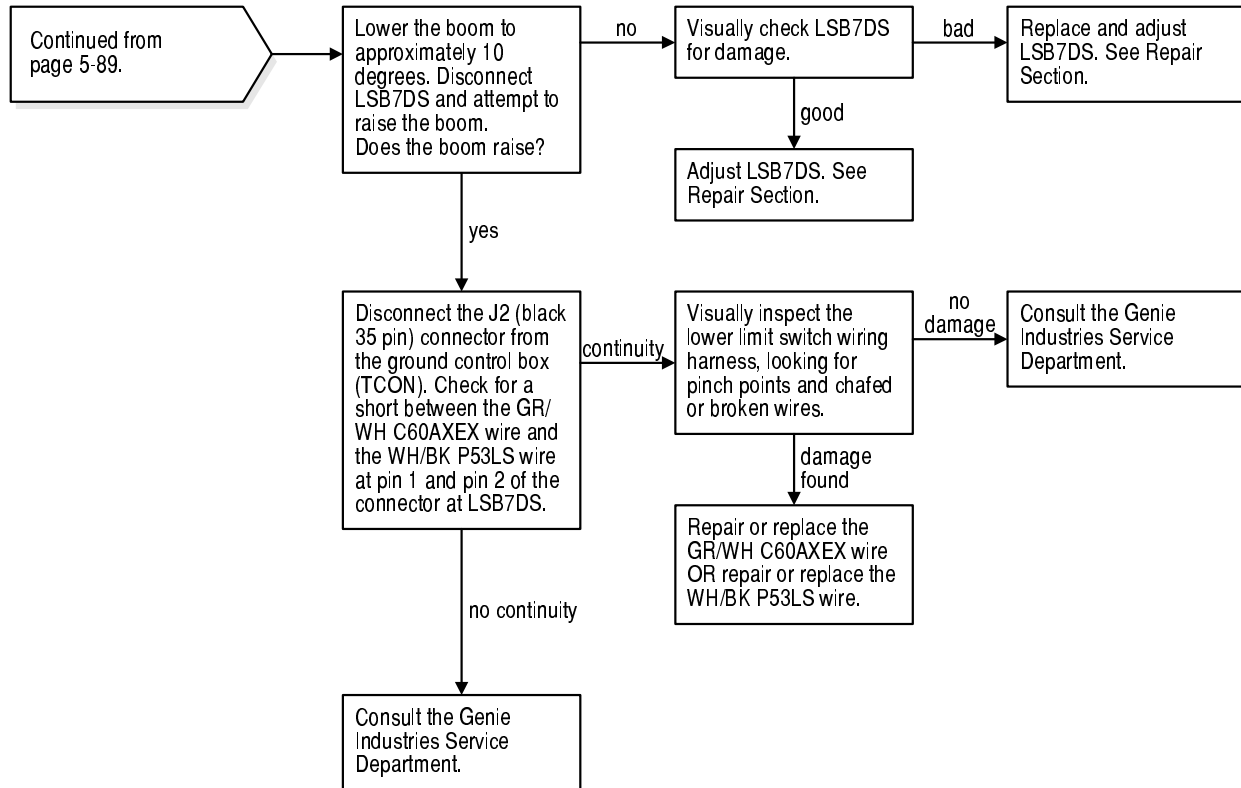 Continued from
page 5-89.
Lower the boom to
approximately 10
degrees. Disconnect
LSB7DS and attempt to
raise the boom.
Does the boom raise?
no
Visually check LSB7DS
for damage.
bad
Replace and adjust
LSB7DS. See Repair
Section.
good
Adjust LSB7DS. See
Repair Section.
yes
Disconnect the J2 (black
35 pin) connector from
the ground control box
(TCON). Check for a
short between the GR/
WH C60AXEX wire and
the WH/BK P53LS wire
at pin 1 and pin 2 of the
connector at LSB7DS.
continuity
Visually inspect the
lower limit switch wiring
harness, looking for
pinch points and chafed
or broken wires.
no
damage
Consult the Genie
Industries Service
Department.
damage
found
Repair or replace the
GR/WH C60AXEX wire
OR repair or replace the
WH/BK P53LS wire.
no continuity
Consult the Genie
Industries Service
Department.